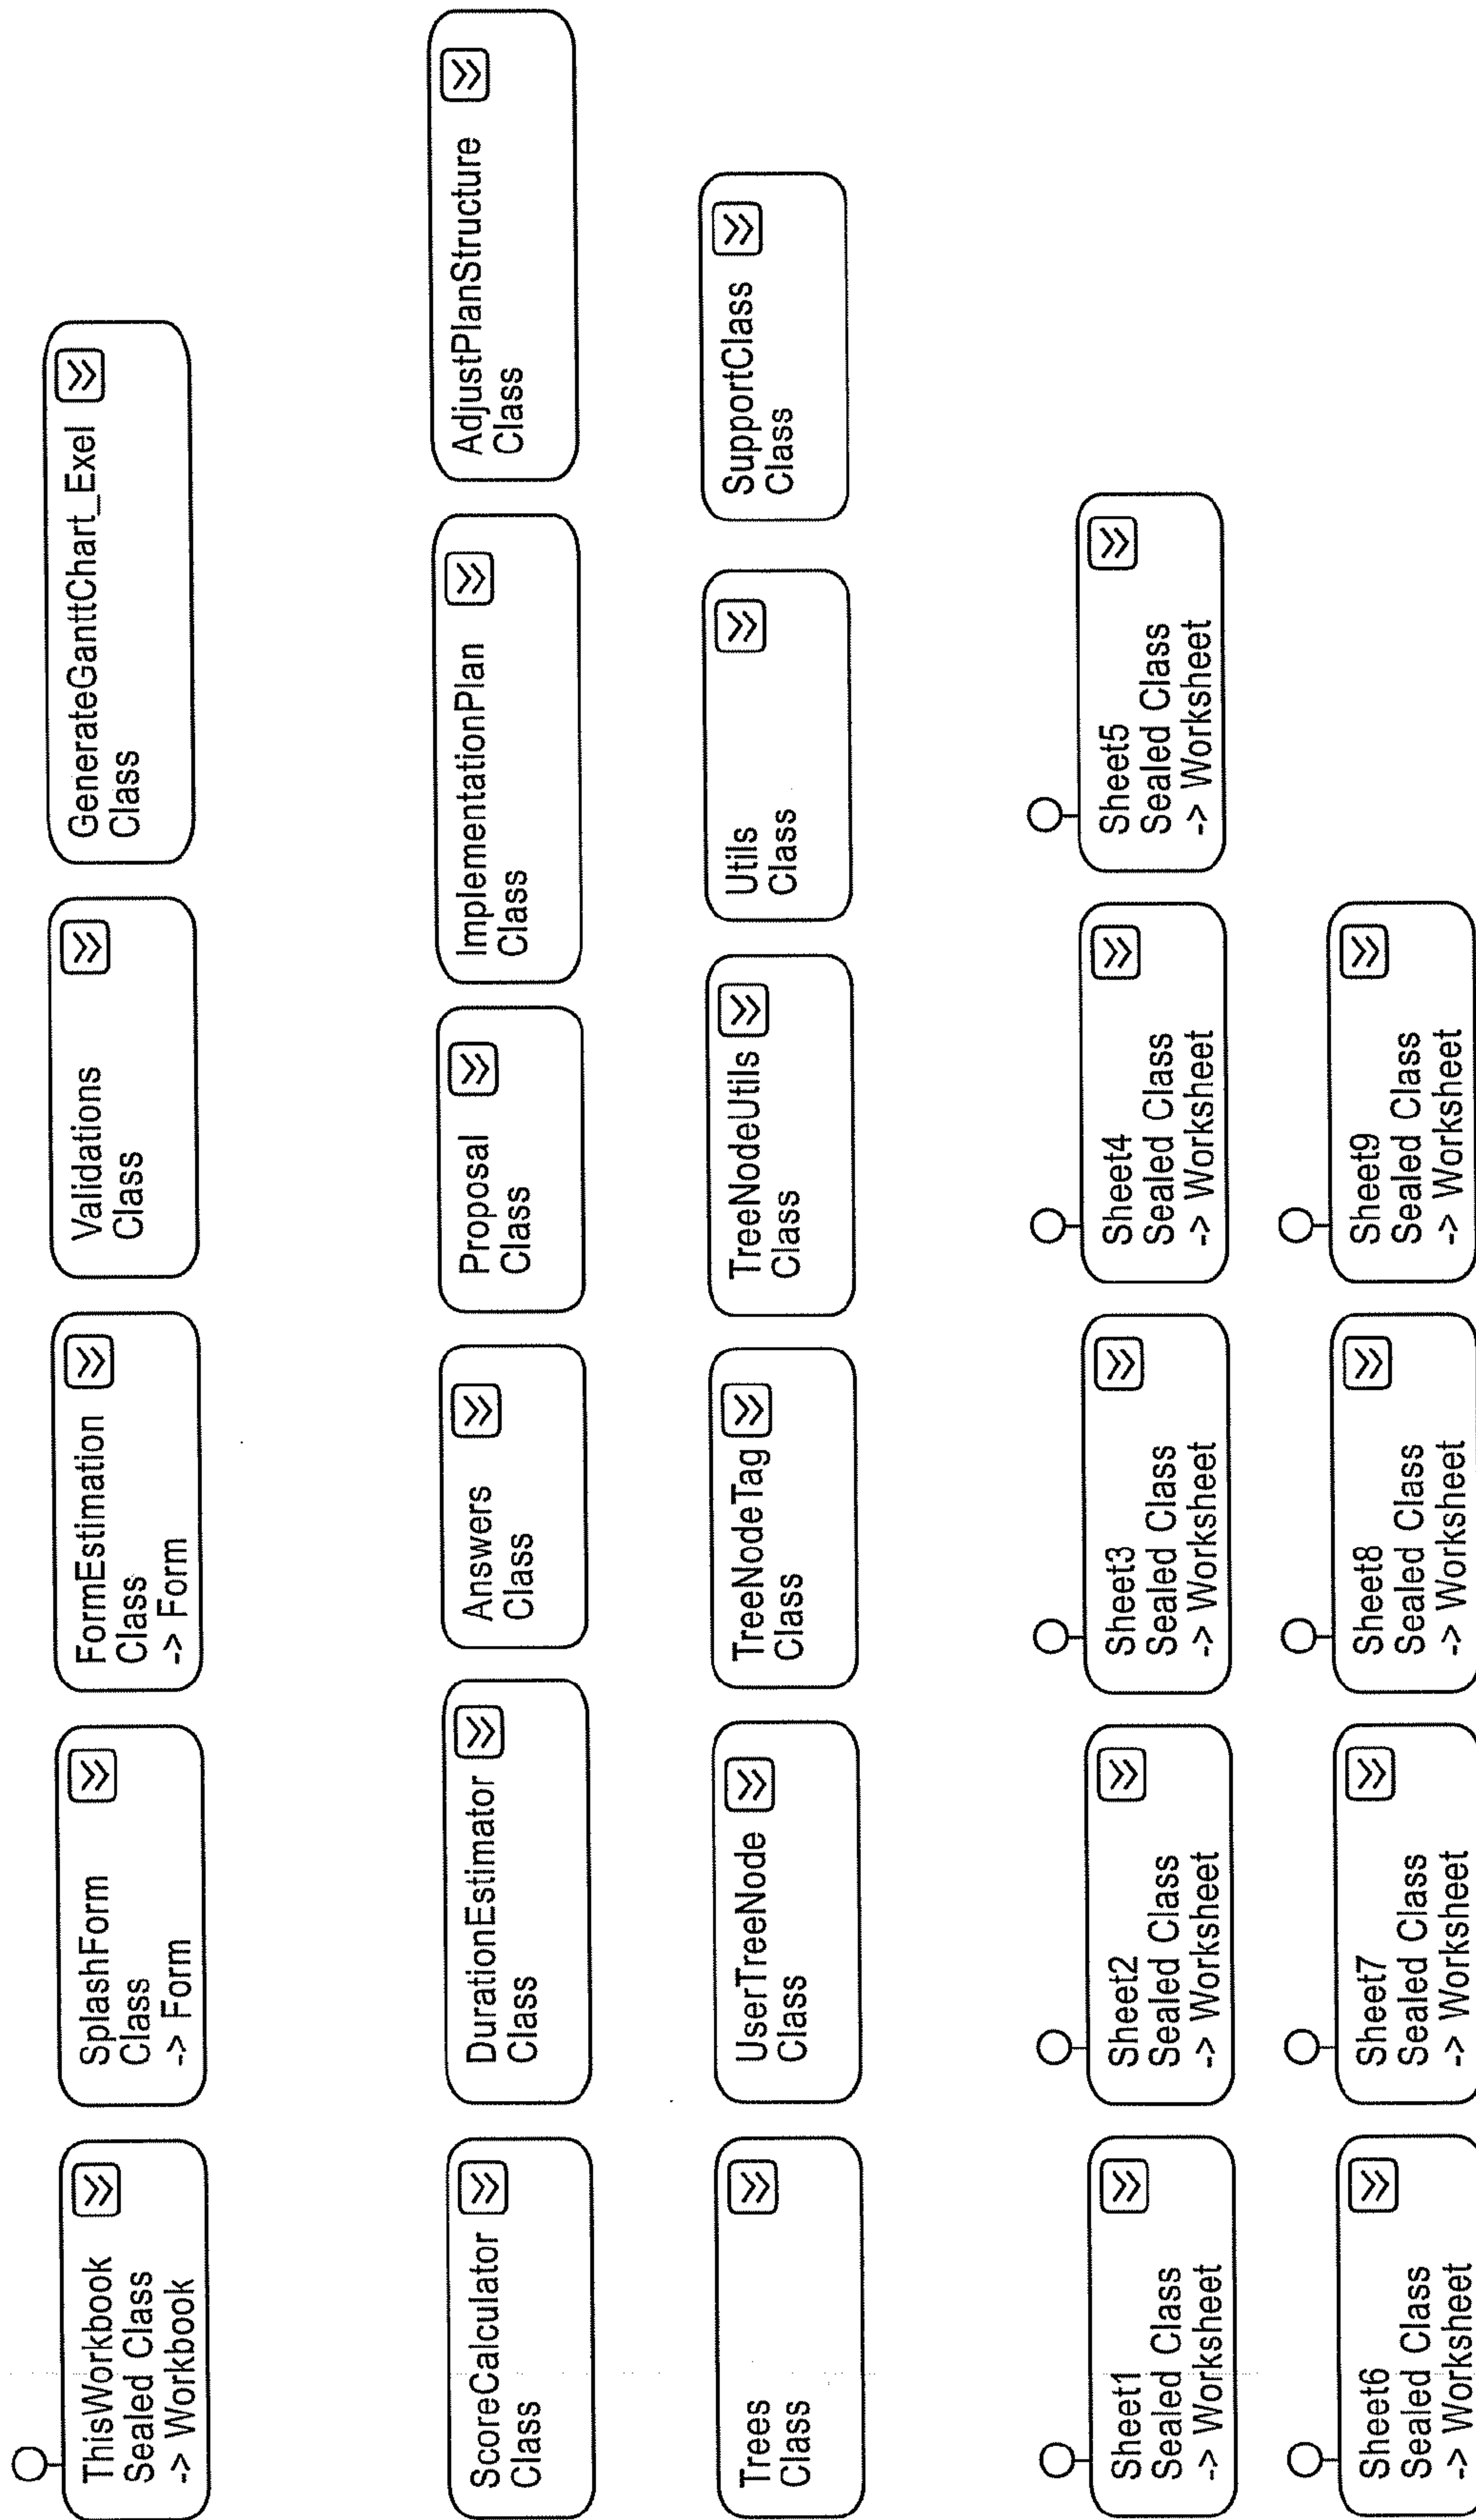 ThisWorkbook
Sealed Class
-> Workbook
SplashForm
Class
-> Form
FormEstimation
Class
-> Form
Validations
Class
GenerateGanttChart_Exel
Class
ScoreCalculator
Class
DurationEstimator
Class
Answers
Class
Proposal
Class
ImplementationPlan
Class
AdjustPlanStructure
Class
Trees
Class
UserTreeNode
Class
TreeNodeTag
Class
TreeNodeUtils
Class
Utils
Class
SupportClass
Class
Sheet1
Sealed Class
-> Worksheet
Sheet2
Sealed Class
-> Worksheet
Sheet3
Sealed Class
-> Worksheet
Sheet4
Sealed Class
-> Worksheet
Sheet5
Sealed Class
-> Worksheet
Sheet6
Sealed Class
-> Worksheet
Sheet7
Sealed Class
-> Worksheet
Sheet8
Sealed Class
-> Worksheet
Sheet9
Sealed Class
-> Worksheet